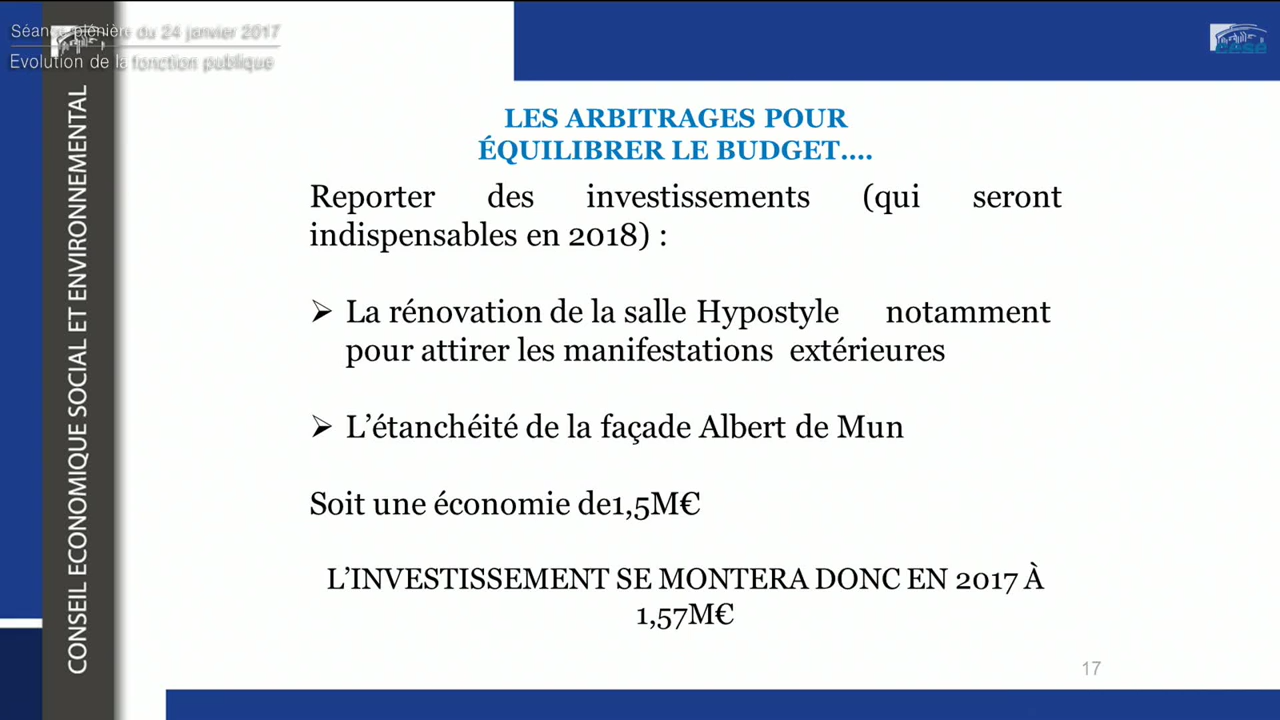 Séance plénière du 24 janvier 2017
Evolution de la fonction publique
cese
CONSEIL ECONOMIQUE SOCIAL ET ENVIRONNEMENTAL
LES ARBITRAGES POUR
ÉQUILIBRER LE BUDGET….
Reporter des investissements (qui seront
indispensables en 2018) :
➢ La rénovation de la salle Hypostyle notamment
pour attirer les manifestations extérieures
➢ L’étanchéité de la façade Albert de Mun
Soit une économie de1,5M€
L’INVESTISSEMENT SE MONTERA DONC EN 2017 À
1,57M€
17